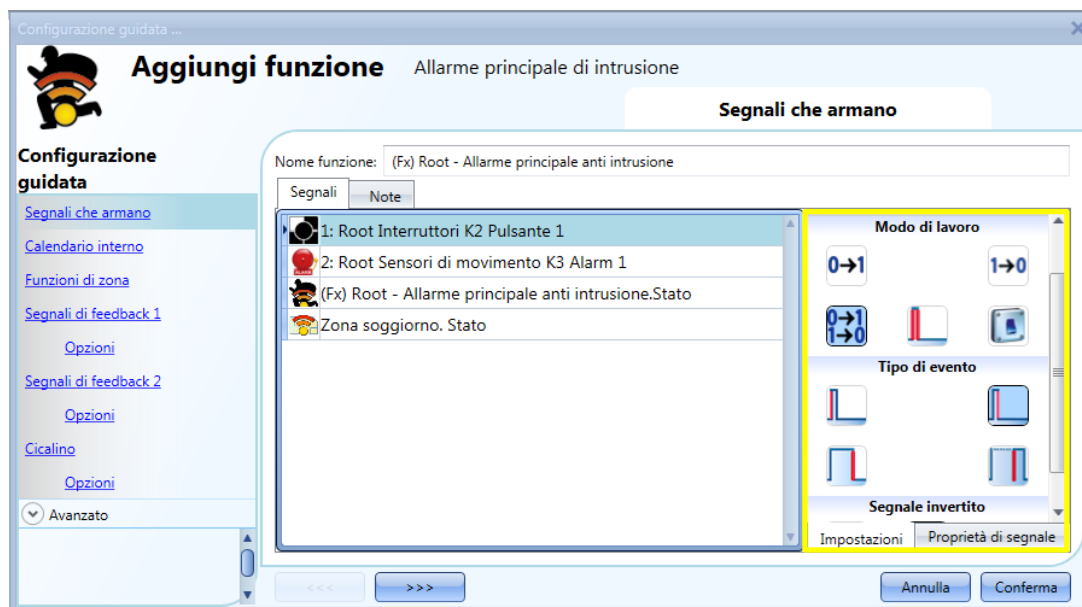 Configurazione guidata ...
Aggiungi funzione
Allarme principale di intrusione
Segnali che armano
Configurazione
guidata
Segnali che armano
Calendario interno
Funzioni di zona
Segnali di feedback 1
Opzioni
Segnali di feedback 2
Opzioni
Cicalino
Opzioni
Avanzato
Nome funzione: (Fx) Root - Allarme principale anti intrusione
Segnali Note
1: Root Interruttori K2 Pulsante 1
ALARM 2: Root Sensori di movimento K3 Alarm 1
(Fx) Root - Allarme principale anti intrusione.Stato
Zona soggiorno. Stato
Modo di lavoro
0→1 1→0
0→1
1→0
Tipo di evento
Segnale invertito
Impostazioni Proprietà di segnale
<<< >>> Annulla Conferma